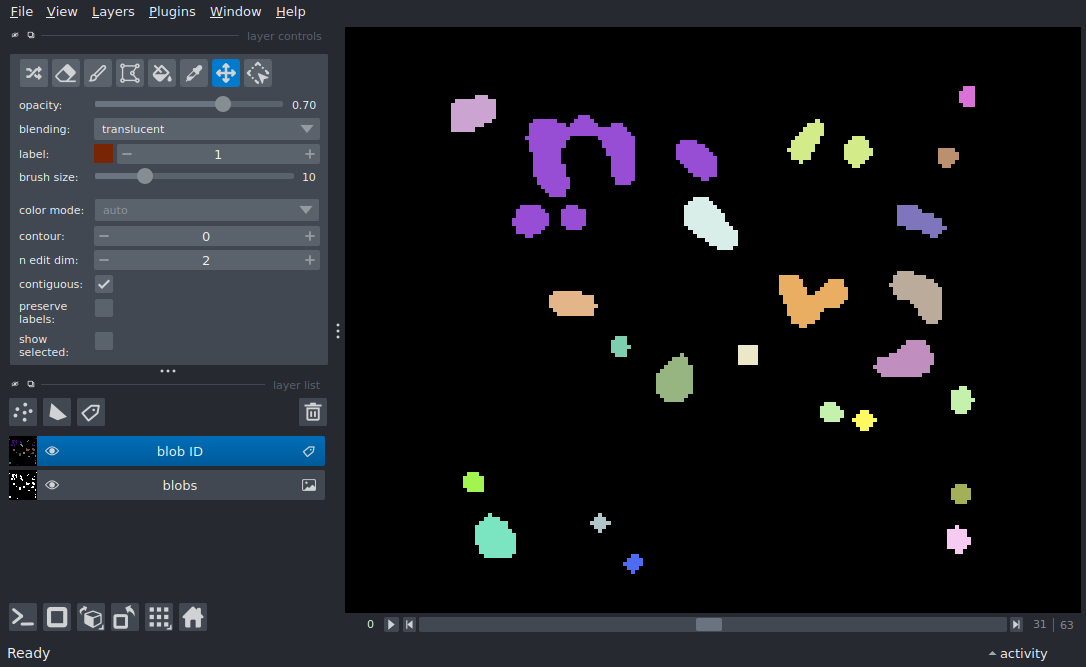 File View Layers Plugins Window Help
layer controls
opacity: 0.70
blending: translucent
label: 1
brush size: 10
color mode: auto
contour: 0
n edit dim: 2
contiguous:
preserve
labels:
show
selected:
layer list
blob ID
blobs
0 31 63
Ready activity